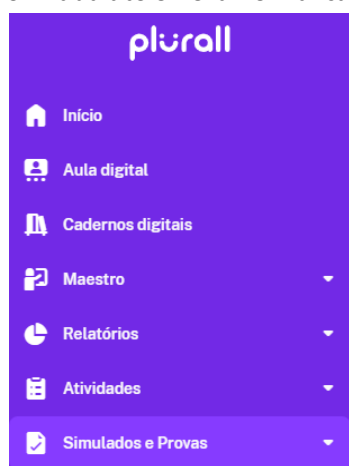 plurall
Início
Aula digital
Cadernos digitais
Maestro
Relatórios
Atividades
Simulados e Provas